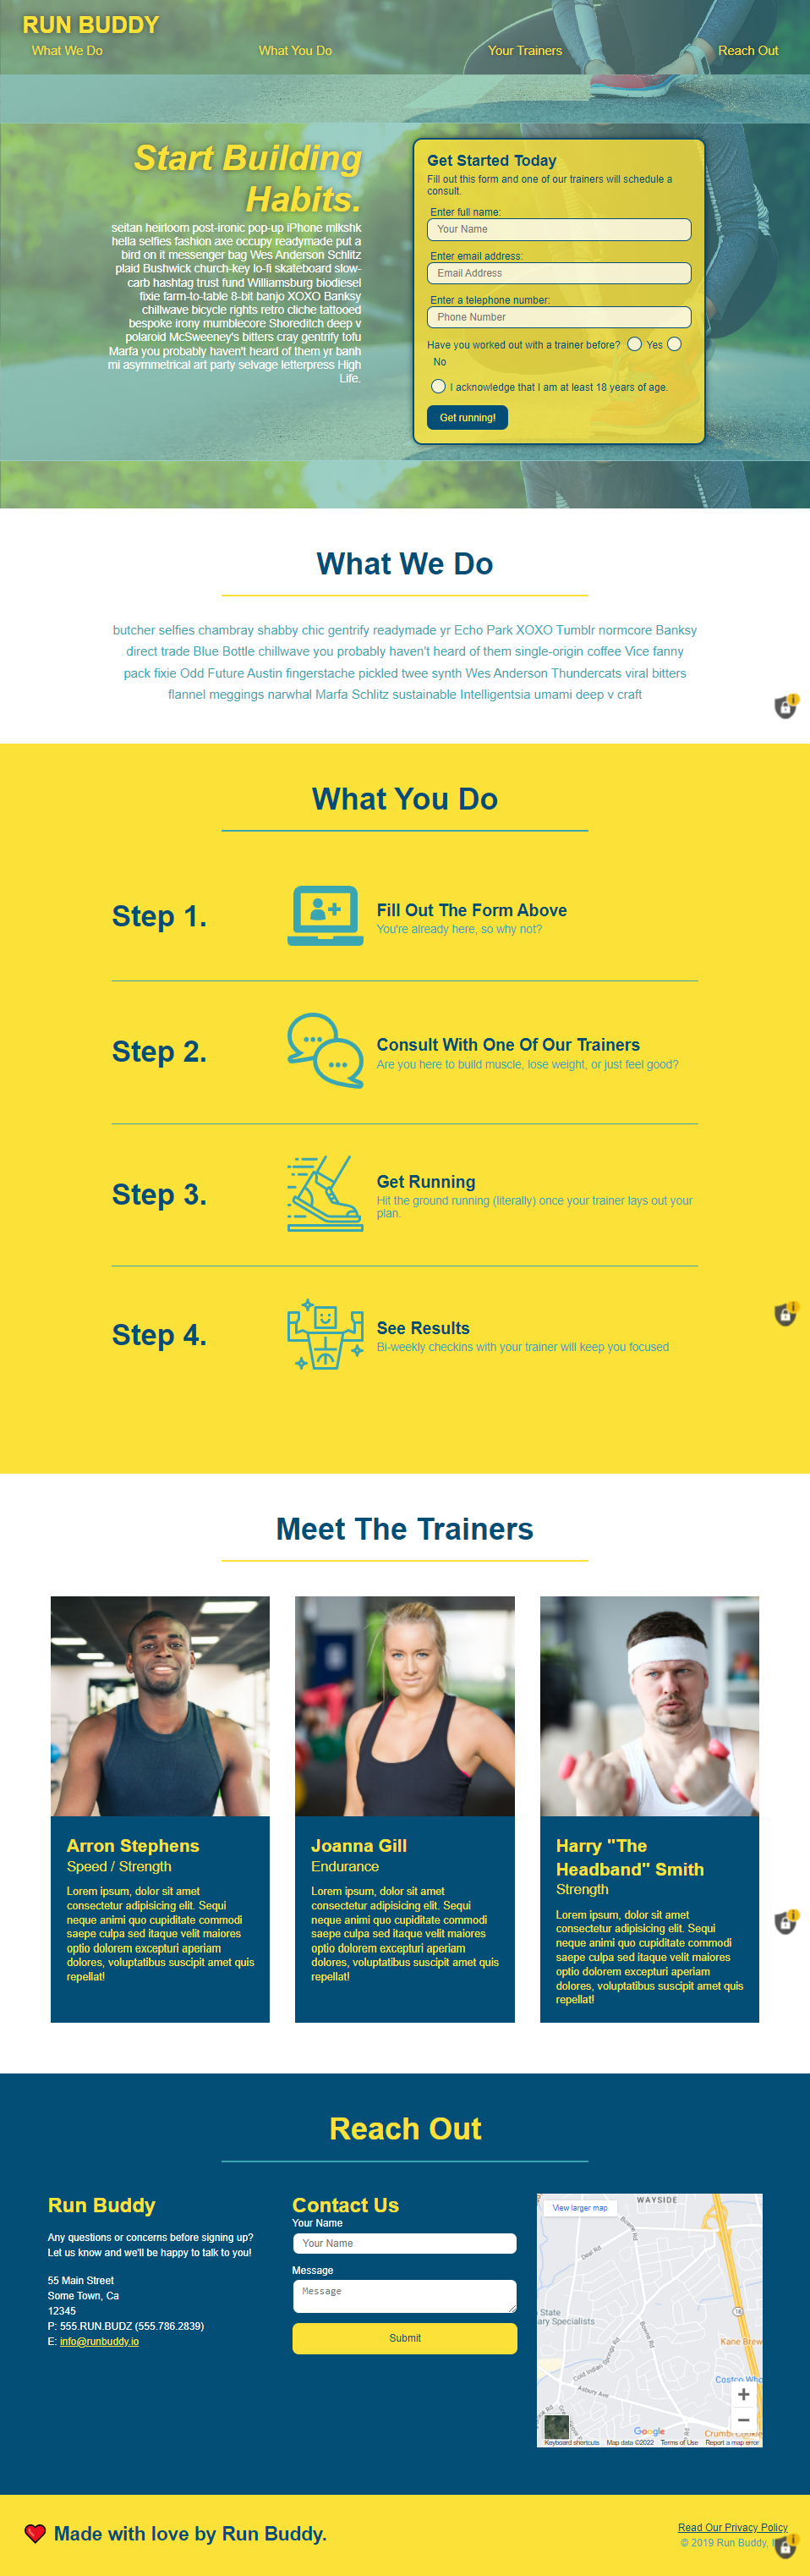 RUN BUDDY
What We Do
What You Do
Your Trainers
Reach Out
Start Building
Habits.
seitan heirloom post-ironic pop-up iPhone mlkshk
hella selfies fashion axe occupy readymade put a
bird on it messenger bag Wes Anderson Schlitz
plaid Bushwick church-key lo-fi skateboard slow-
carb hashtag trust fund Williamsburg biodiesel
fixie farm-to-table 8-bit banjo XOXO Banksy
chillwave bicycle rights retro cliche tattooed
bespoke irony mumblecore Shoreditch deep v
polaroid McSweeney's bitters cray gentrify tofu
Marfa you probably haven't heard of them yr banh
mi asymmetrical art party selvage letterpress High
Life.
Get Started Today
Fill out this form and one of our trainers will schedule a
consult.
Enter full name:
Your Name
Enter email address:
Email Address
Enter a telephone number:
Phone Number
Have you worked out with a trainer before? Yes
No
I acknowledge that I am at least 18 years of age.
Get running!
What We Do
butcher selfies chambray shabby chic gentrify readymade yr Echo Park XOXO Tumblr normcore Banksy
direct trade Blue Bottle chillwave you probably haven't heard of them single-origin coffee Vice fanny
pack fixie Odd Future Austin fingerstache pickled twee synth Wes Anderson Thundercats viral bitters
flannel meggings narwhal Marfa Schlitz sustainable Intelligentsia umami deep v craft
What You Do
Step 1.
Fill Out The Form Above
You're already here, so why not?
Step 2.
Consult With One Of Our Trainers
Are you here to build muscle, lose weight, or just feel good?
Step 3.
Get Running
Hit the ground running (literally) once your trainer lays out your
plan.
Step 4.
See Results
Bi-weekly checkins with your trainer will keep you focused
Meet The Trainers
Arron Stephens
Speed / Strength
Lorem ipsum, dolor sit amet
consectetur adipisicing elit. Sequi
neque animi quo cupiditate commodi
saepe culpa sed itaque velit maiores
optio dolorem excepturi aperiam
dolores, voluptatibus suscipit amet quis
repellat!
Joanna Gill
Endurance
Lorem ipsum, dolor sit amet
consectetur adipisicing elit. Sequi
neque animi quo cupiditate commodi
saepe culpa sed itaque velit maiores
optio dolorem excepturi aperiam
dolores, voluptatibus suscipit amet quis
repellat!
Harry "The
Headband" Smith
Strength
Lorem ipsum, dolor sit amet
consectetur adipisicing elit. Sequi
neque animi quo cupiditate commodi
saepe culpa sed itaque velit maiores
optio dolorem excepturi aperiam
dolores, voluptatibus suscipit amet quis
repellat!
Reach Out
Run Buddy
Any questions or concerns before signing up?
Let us know and we'll be happy to talk to you!
55 Main Street
Some Town, Ca
12345
P: 555.RUN.BUDZ (555.786.2839)
E: info@runbuddy.io
Contact Us
Your Name
Your Name
Message
Message
Submit
View larger map
WAYSIDE
Bowne Rd
Deal Rd
State
ary Specialists
Bowne Rd
Cold Indian Springs Rd
Asbury Ave
18
Kane Brew
Costco Who
Crumbl Cookie
Google
Keyboard shortcuts Map data ©2022 Terms of Use Report a map error
Made with love by Run Buddy.
Read Our Privacy Policy
© 2019 Run Buddy,